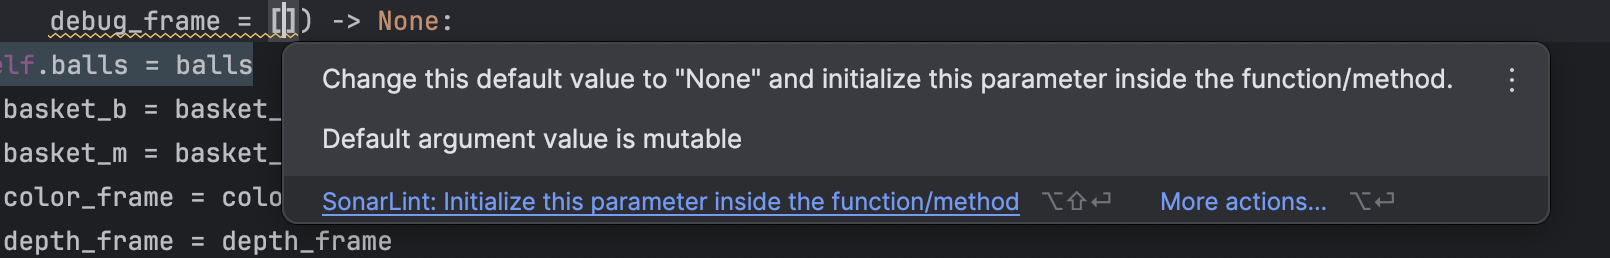 debug_frame = []) -> None:
elf.balls = balls
basket_b = basket_
basket_m = basket_
color_frame = colo
depth_frame = depth_frame
Change this default value to "None" and initialize this parameter inside the function/method.
Default argument value is mutable
SonarLint: Initialize this parameter inside the function/method ⌥⇧⏎ More actions... ⌥⏎